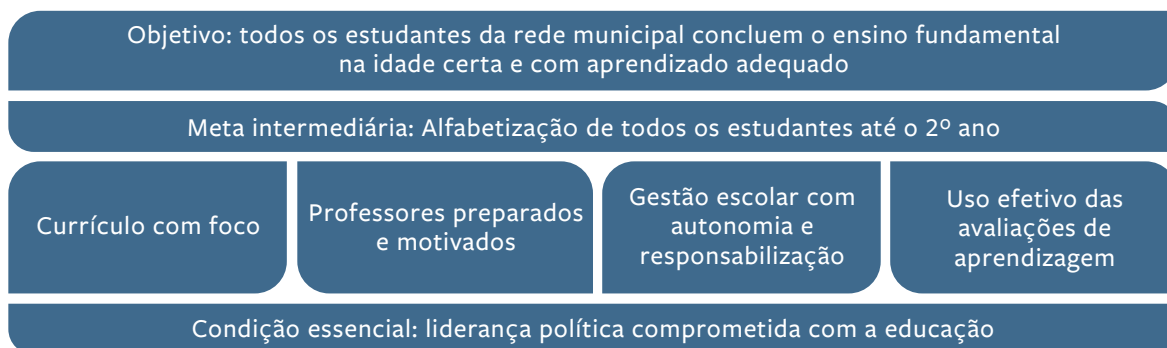 Objetivo: todos os estudantes da rede municipal concluem o ensino fundamental
na idade certa e com aprendizado adequado
Meta intermediária: Alfabetização de todos os estudantes até o 2º ano
Currículo com foco
Professores preparados
e motivados
Gestão escolar com
autonomia e
responsabilização
Uso efetivo das
avaliações de
aprendizagem
Condição essencial: liderança política comprometida com a educação